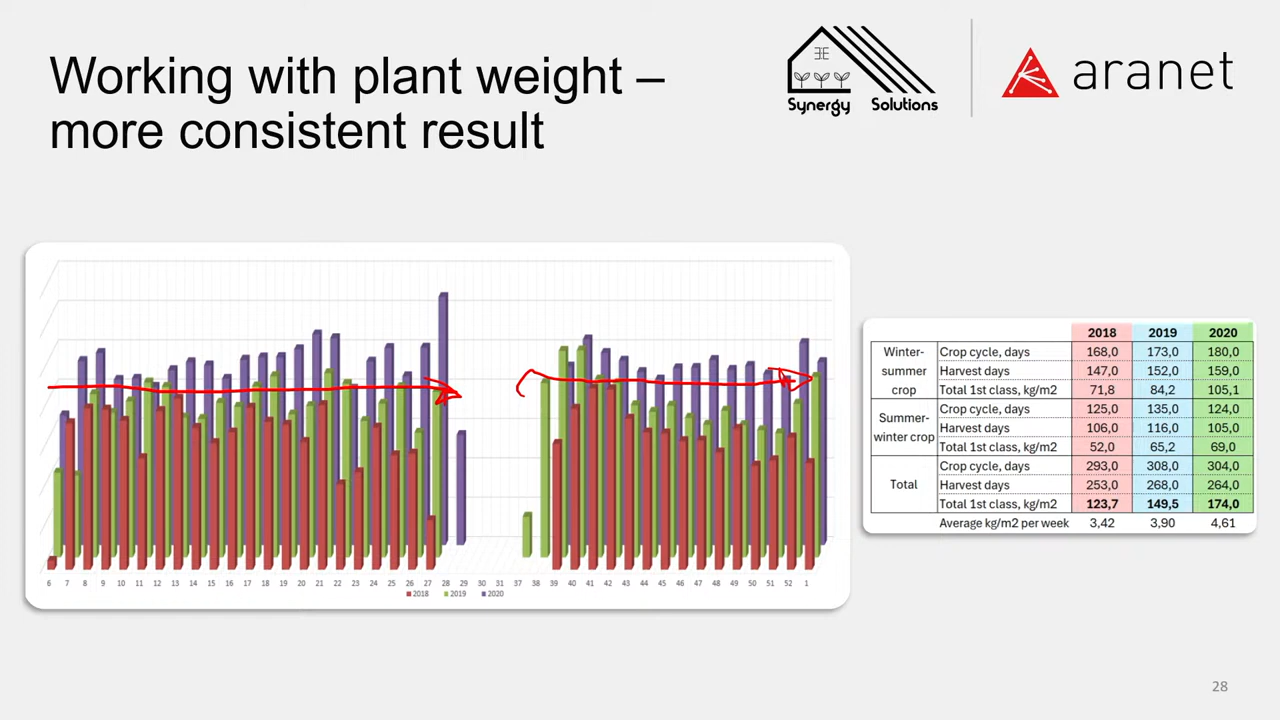 Working with plant weight –
more consistent result
Synergy Solutions
aranet
6 7 8 9 10 11 12 13 14 15 16 17 18 19 20 21 22 23 24 25 26 27 28 29 30 31 37 38 39 40 41 42 43 44 45 46 47 48 49 50 51 52 1
2018 2019 2020
2018 2019 2020
Winter-summer crop
Crop cycle, days 168,0 173,0 180,0
Harvest days 147,0 152,0 159,0
Total 1st class, kg/m2 71,8 84,2 105,1
Summer-winter crop
Crop cycle, days 125,0 135,0 124,0
Harvest days 106,0 116,0 105,0
Total 1st class, kg/m2 52,0 65,2 69,0
Total
Crop cycle, days 293,0 308,0 304,0
Harvest days 253,0 268,0 264,0
Total 1st class, kg/m2 123,7 149,5 174,0
Average kg/m2 per week 3,42 3,90 4,61
28